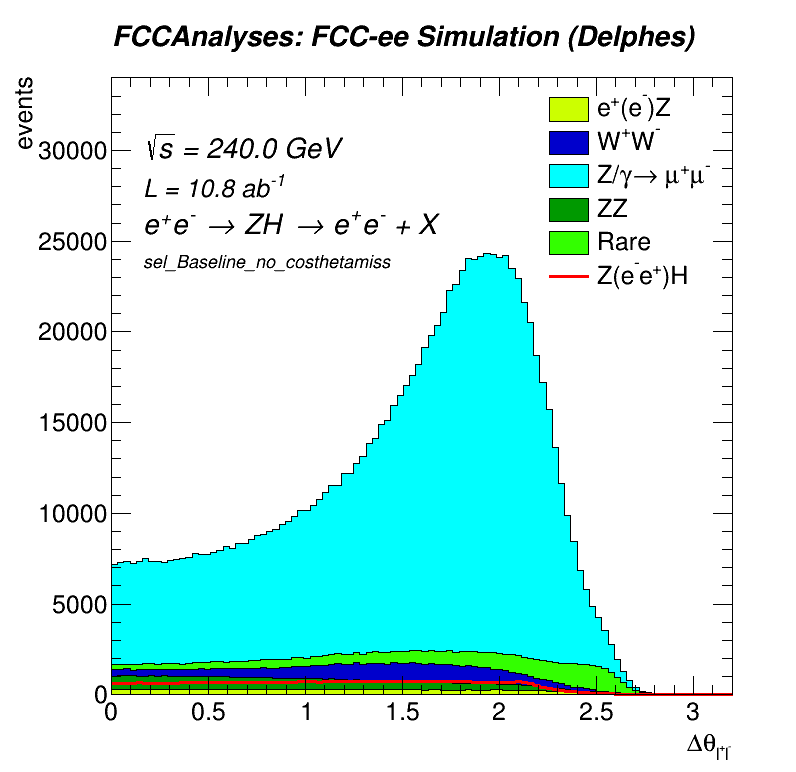 FCCAnalyses: FCC-ee Simulation (Delphes)
events
√s = 240.0 GeV
L = 10.8 ab⁻¹
e⁺e⁻ → ZH → e⁺e⁻ + X
sel_Baseline_no_costhetamiss
e⁺(e⁻)Z
W⁺W⁻
Z/γ→ μ⁺μ⁻
ZZ
Rare
Z(e⁻e⁺)H
30000
25000
20000
15000
10000
5000
0
0 0.5 1 1.5 2 2.5 3
Δθ_l⁺l⁻